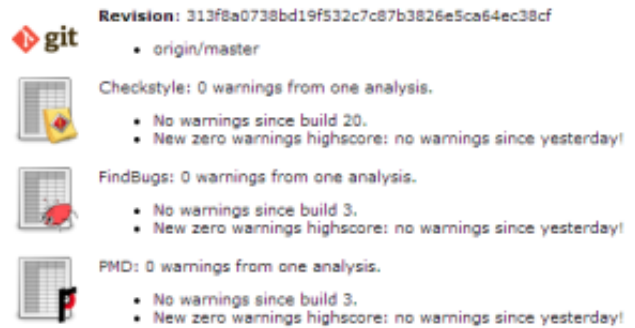 git
Revision: 313f8a0738bd19f532c7c87b3826e5ca64ec38cf
• origin/master
Checkstyle: 0 warnings from one analysis.
• No warnings since build 20.
• New zero warnings highscore: no warnings since yesterday!
FindBugs: 0 warnings from one analysis.
• No warnings since build 3.
• New zero warnings highscore: no warnings since yesterday!
PMD: 0 warnings from one analysis.
• No warnings since build 3.
• New zero warnings highscore: no warnings since yesterday!